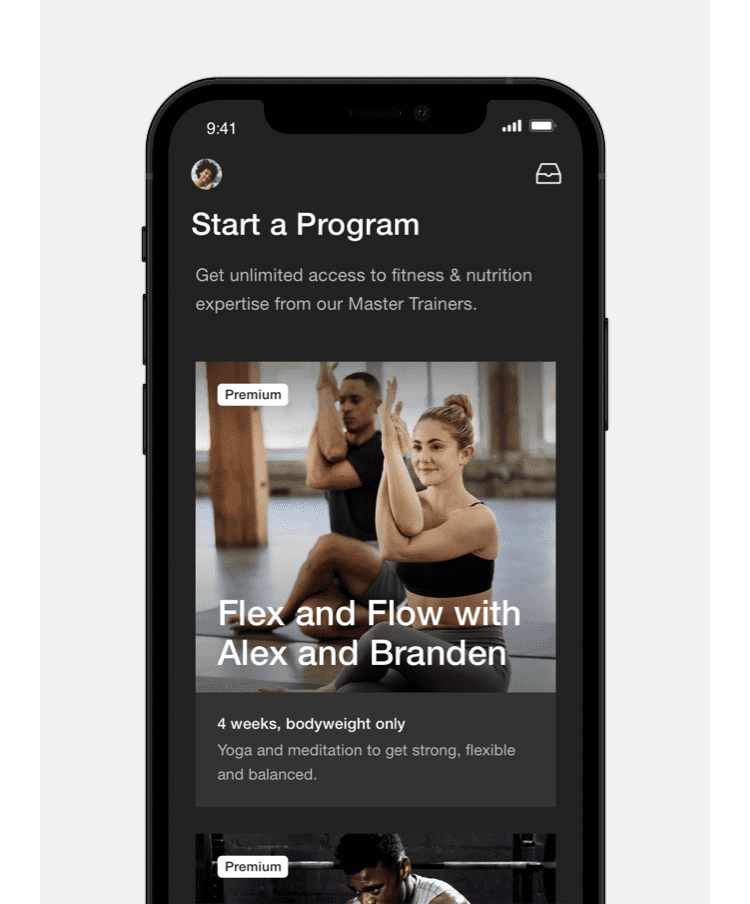 9:41
Start a Program
Get unlimited access to fitness & nutrition
expertise from our Master Trainers.
Premium
Flex and Flow with
Alex and Branden
4 weeks, bodyweight only
Yoga and meditation to get strong, flexible
and balanced.
Premium